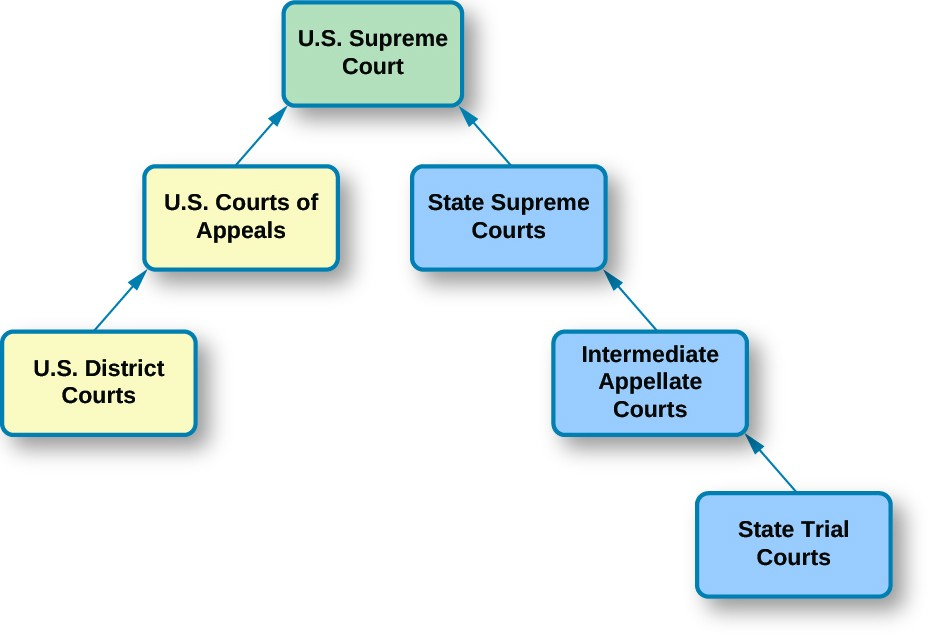 U.S. Supreme
Court
U.S. Courts of
Appeals
State Supreme
Courts
U.S. District
Courts
Intermediate
Appellate
Courts
State Trial
Courts